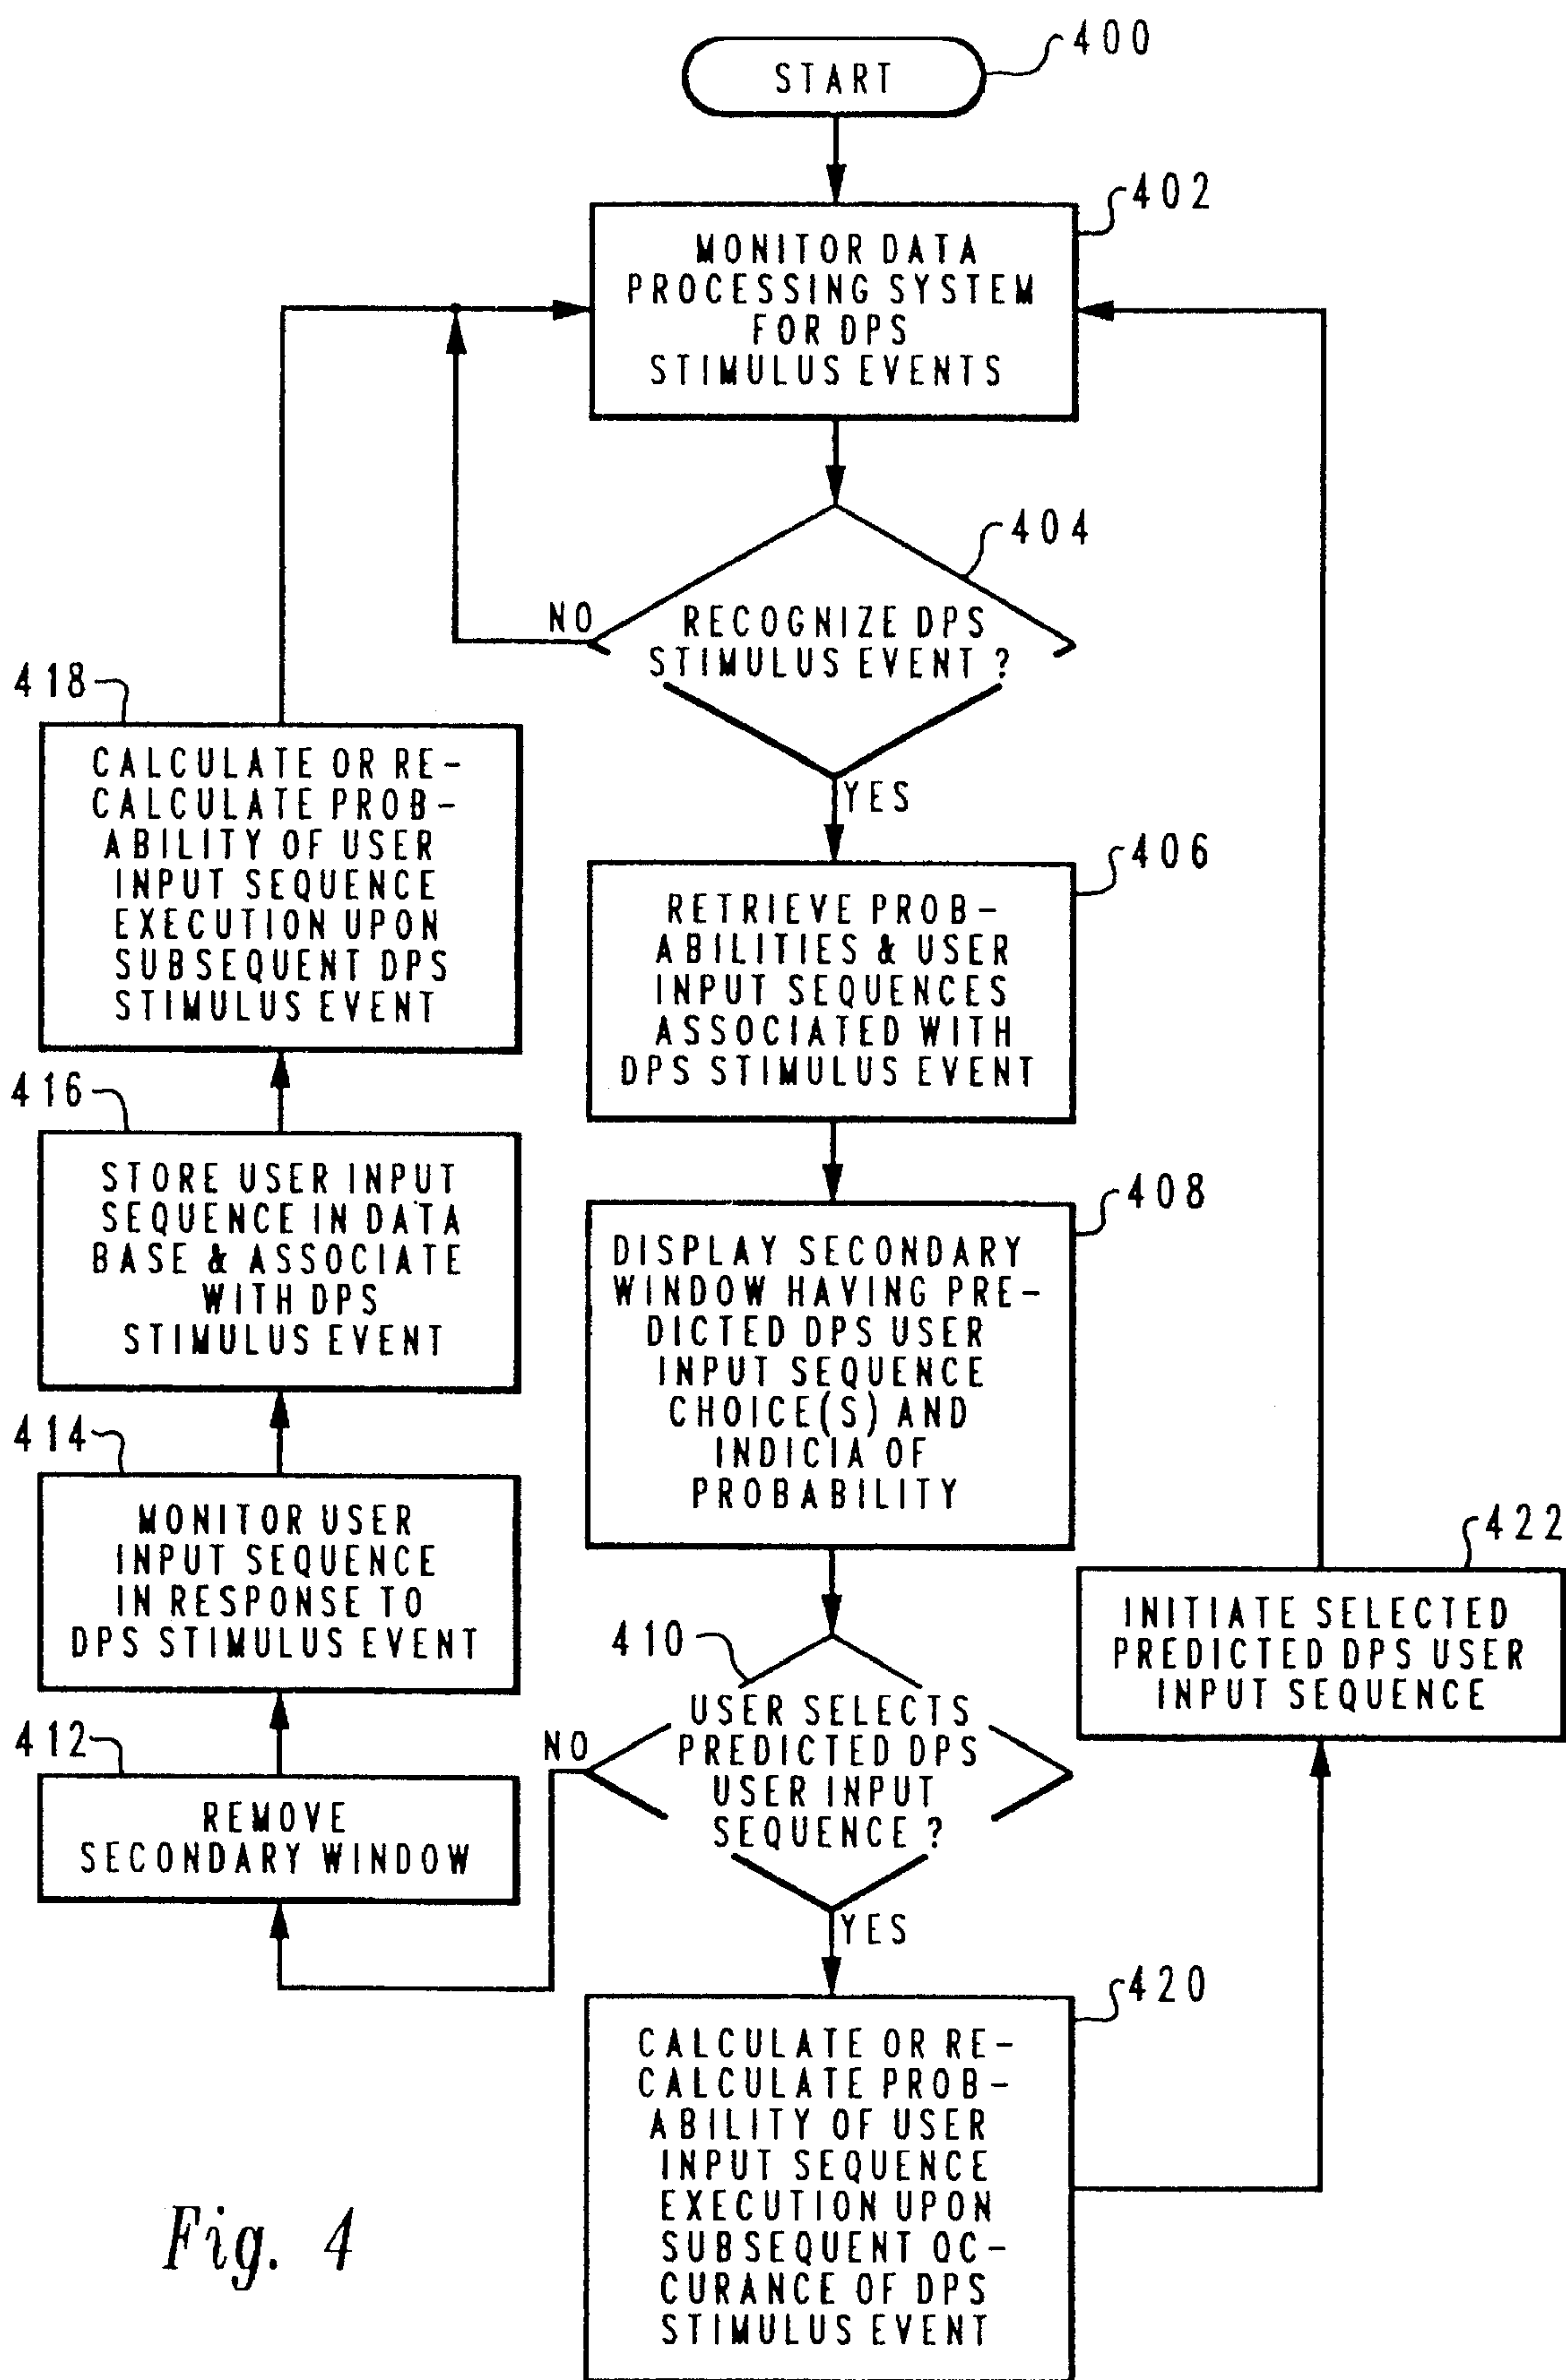 400
START
402
MONITOR DATA
PROCESSING SYSTEM
FOR DPS
STIMULUS EVENTS
404
RECOGNIZE DPS
STIMULUS EVENT ?
NO
YES
406
RETRIEVE PROB-
ABILITIES & USER
INPUT SEQUENCES
ASSOCIATED WITH
DPS STIMULUS EVENT
408
DISPLAY SECONDARY
WINDOW HAVING PRE-
DICTED DPS USER
INPUT SEQUENCE
CHOICE(S) AND
INDICIA OF
PROBABILITY
410
USER SELECTS
PREDICTED DPS
USER INPUT
SEQUENCE ?
NO
YES
412
REMOVE
SECONDARY WINDOW
414
MONITOR USER
INPUT SEQUENCE
IN RESPONSE TO
DPS STIMULUS EVENT
416
STORE USER INPUT
SEQUENCE IN DATA
BASE & ASSOCIATE
WITH DPS
STIMULUS EVENT
418
CALCULATE OR RE-
CALCULATE PROB-
ABILITY OF USER
INPUT SEQUENCE
EXECUTION UPON
SUBSEQUENT DPS
STIMULUS EVENT
420
CALCULATE OR RE-
CALCULATE PROB-
ABILITY OF USER
INPUT SEQUENCE
EXECUTION UPON
SUBSEQUENT OC-
CURANCE OF DPS
STIMULUS EVENT
422
INITIATE SELECTED
PREDICTED DPS USER
INPUT SEQUENCE
Fig. 4